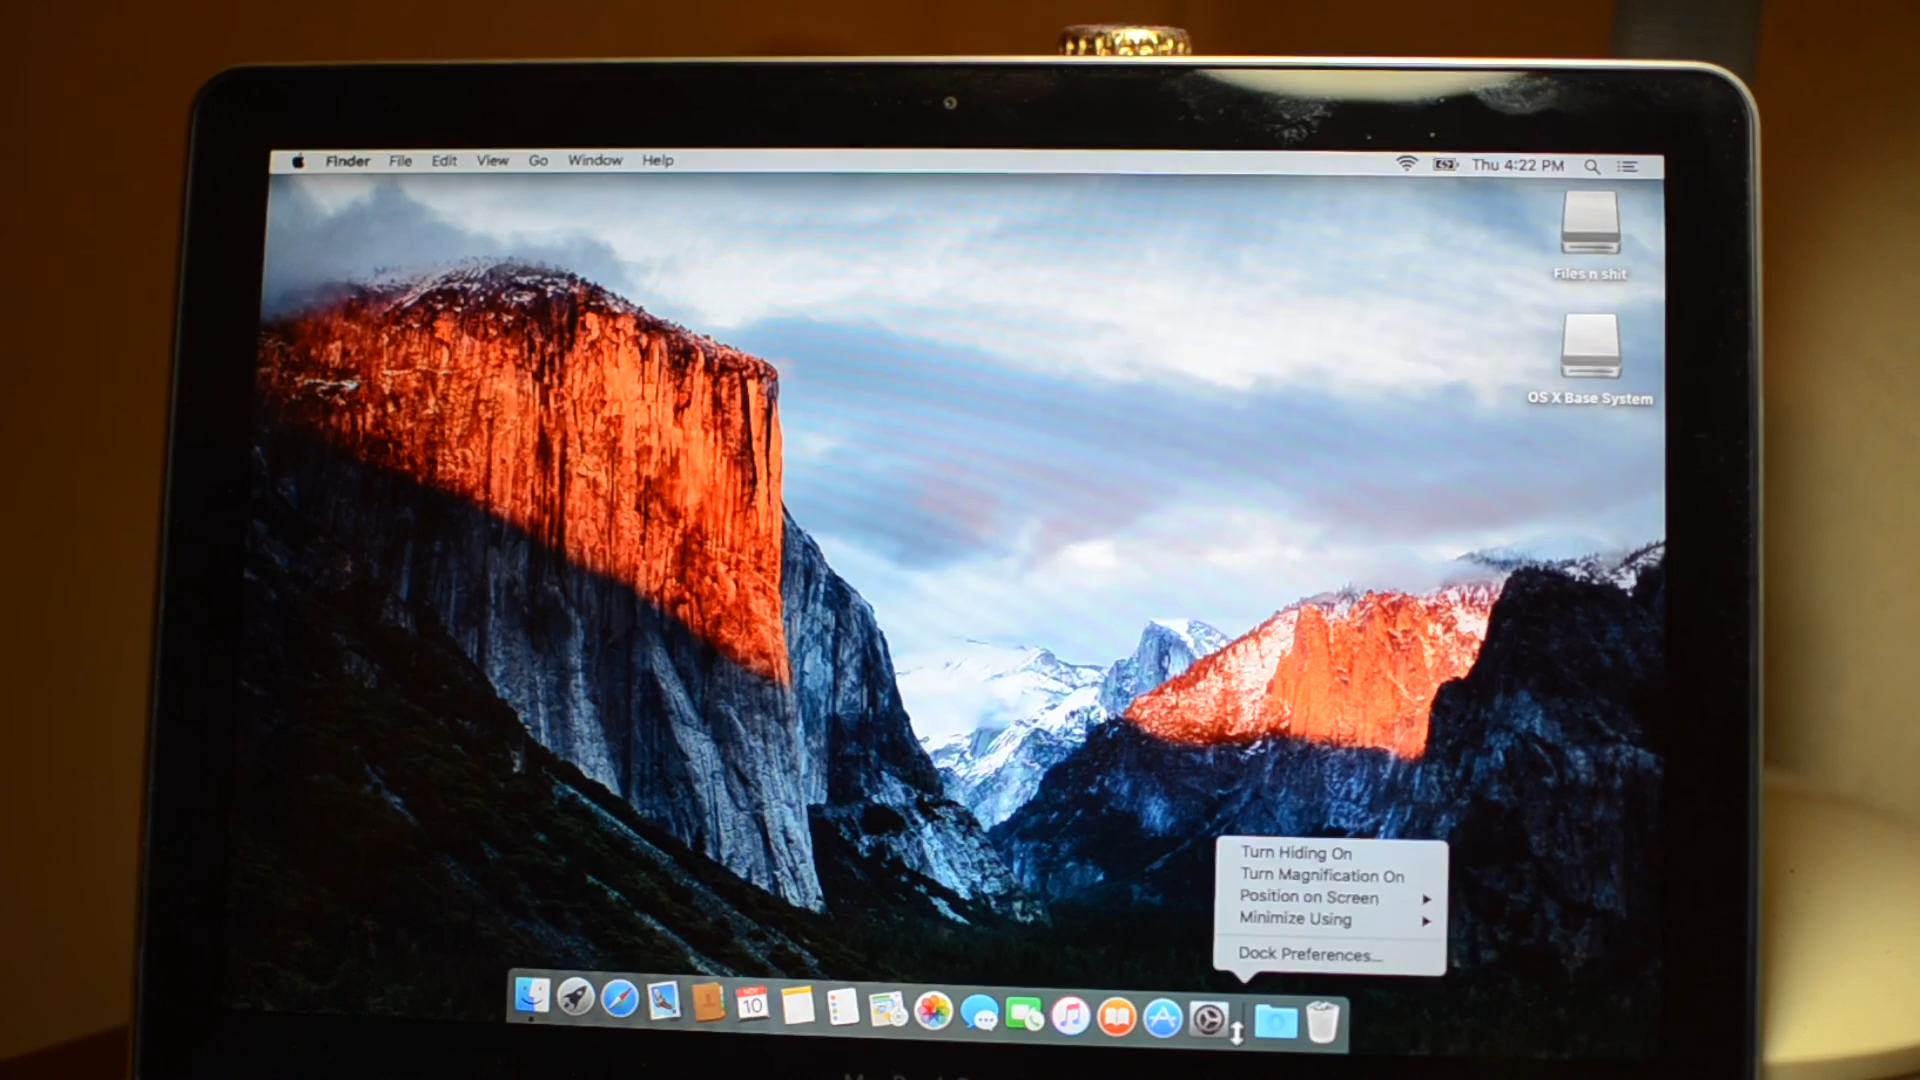 Finder File Edit View Go Window Help Thu 4:22 PM
Files n shit
OS X Base System
Turn Hiding On
Turn Magnification On
Position on Screen
Minimize Using
Dock Preferences...
NOV
10